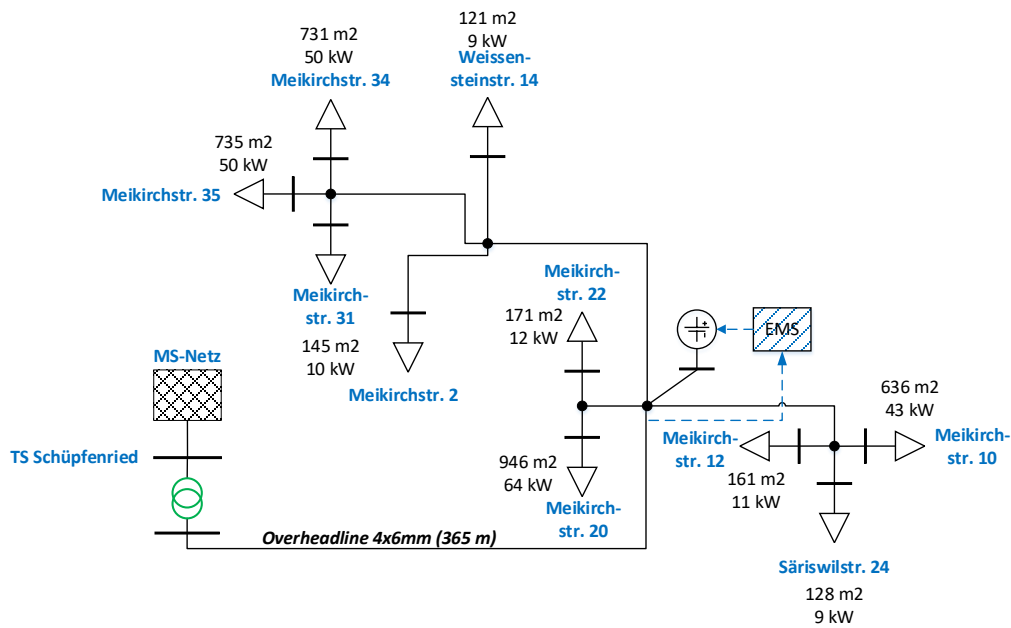 731 m2
50 kW
Meikirchstr. 34
121 m2
9 kW
Weissen-
steinstr. 14
735 m2
50 kW
Meikirchstr. 35
Meikirch-
str. 31
145 m2
10 kW
Meikirchstr. 2
Meikirch-
str. 22
171 m2
12 kW
EMS
MS-Netz
TS Schüpfenried
636 m2
43 kW
Meikirch-
str. 10
Meikirch-
str. 12
161 m2
11 kW
946 m2
64 kW
Meikirch-
str. 20
Overheadline 4x6mm (365 m)
Säriswilstr. 24
128 m2
9 kW